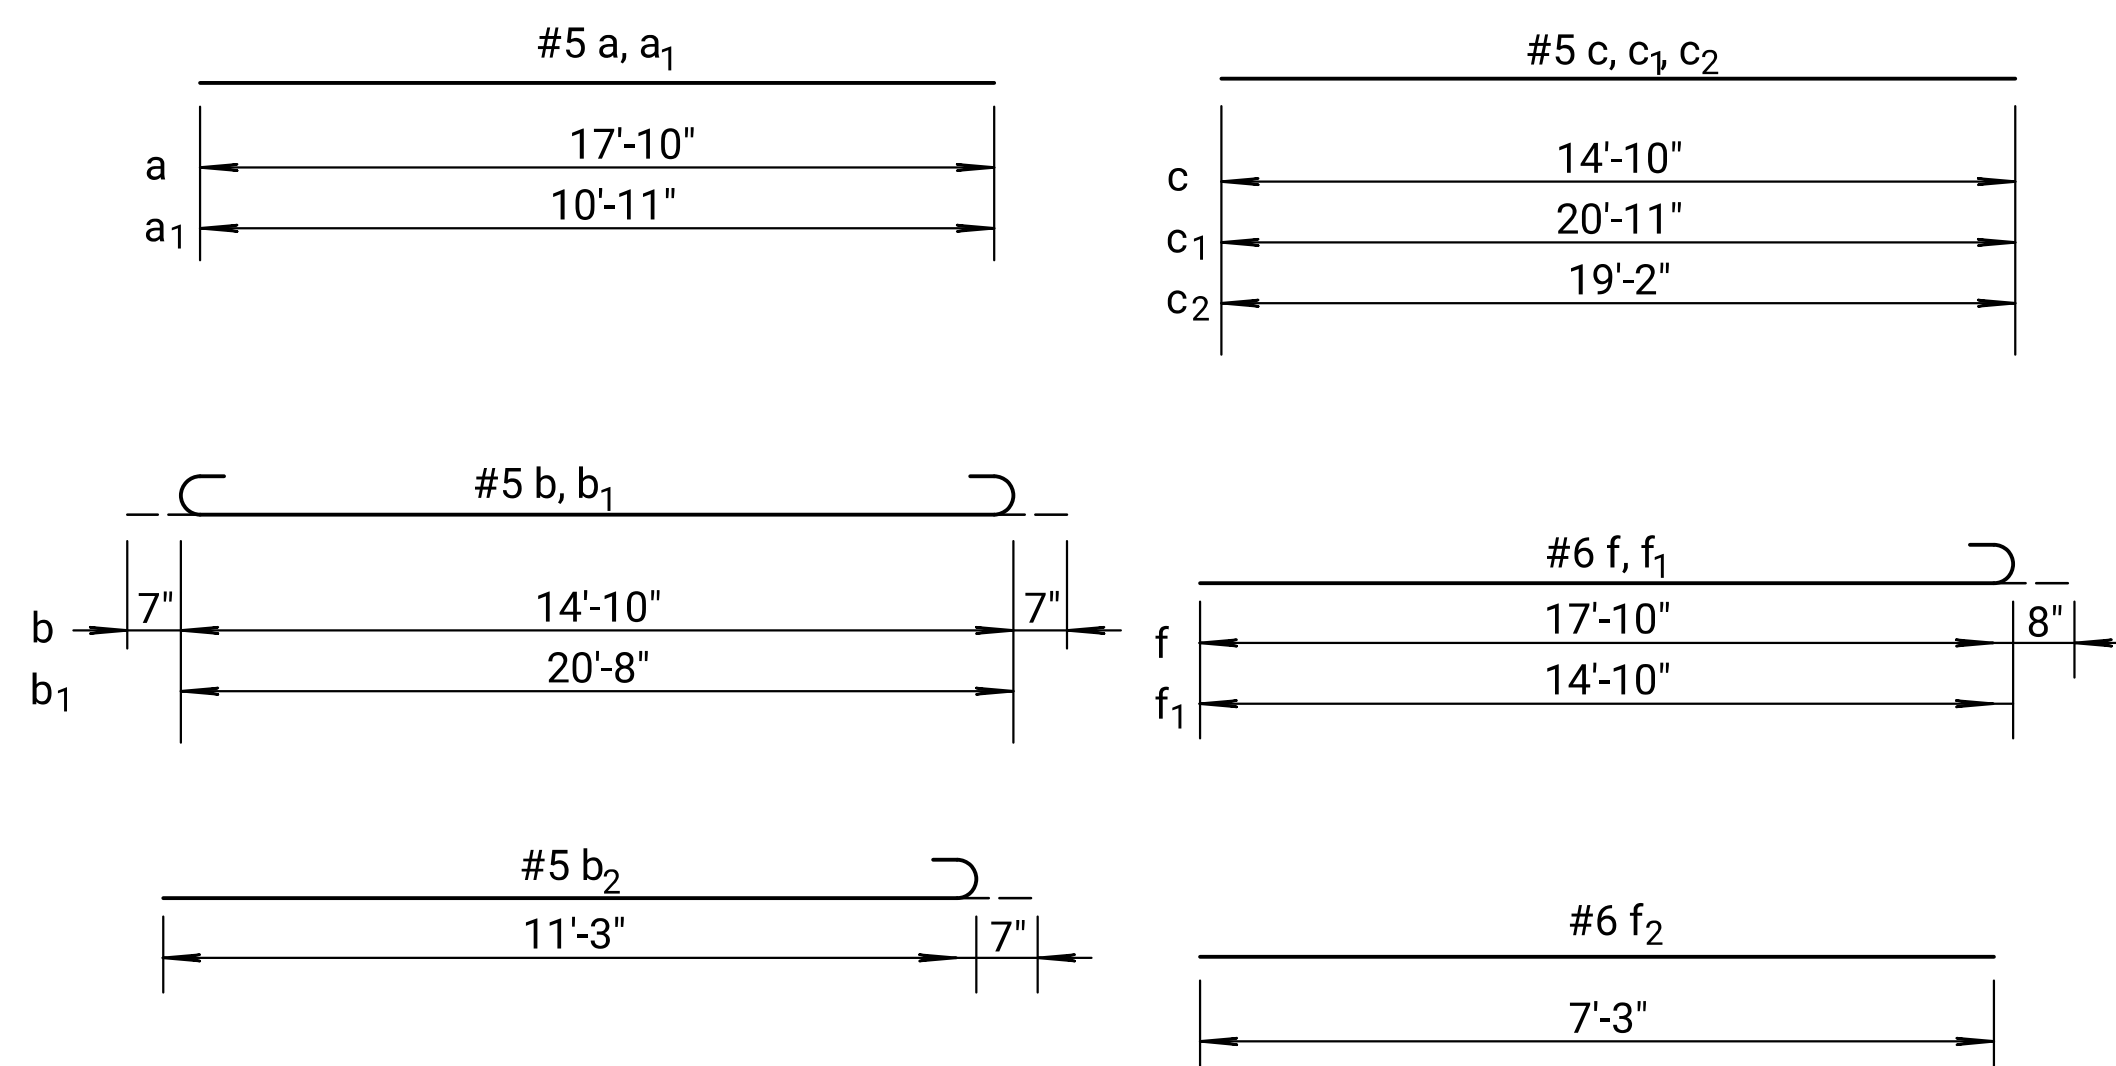 #5 a, a1
a 17'-10"
a1 10'-11"
#5 c, c1, c2
c 14'-10"
c1 20'-11"
c2 19'-2"
#5 b, b1
b 7" 14'-10" 7"
b1 20'-8"
#6 f, f1
f 17'-10" 8"
f1 14'-10"
#5 b2
11'-3" 7"
#6 f2
7'-3"